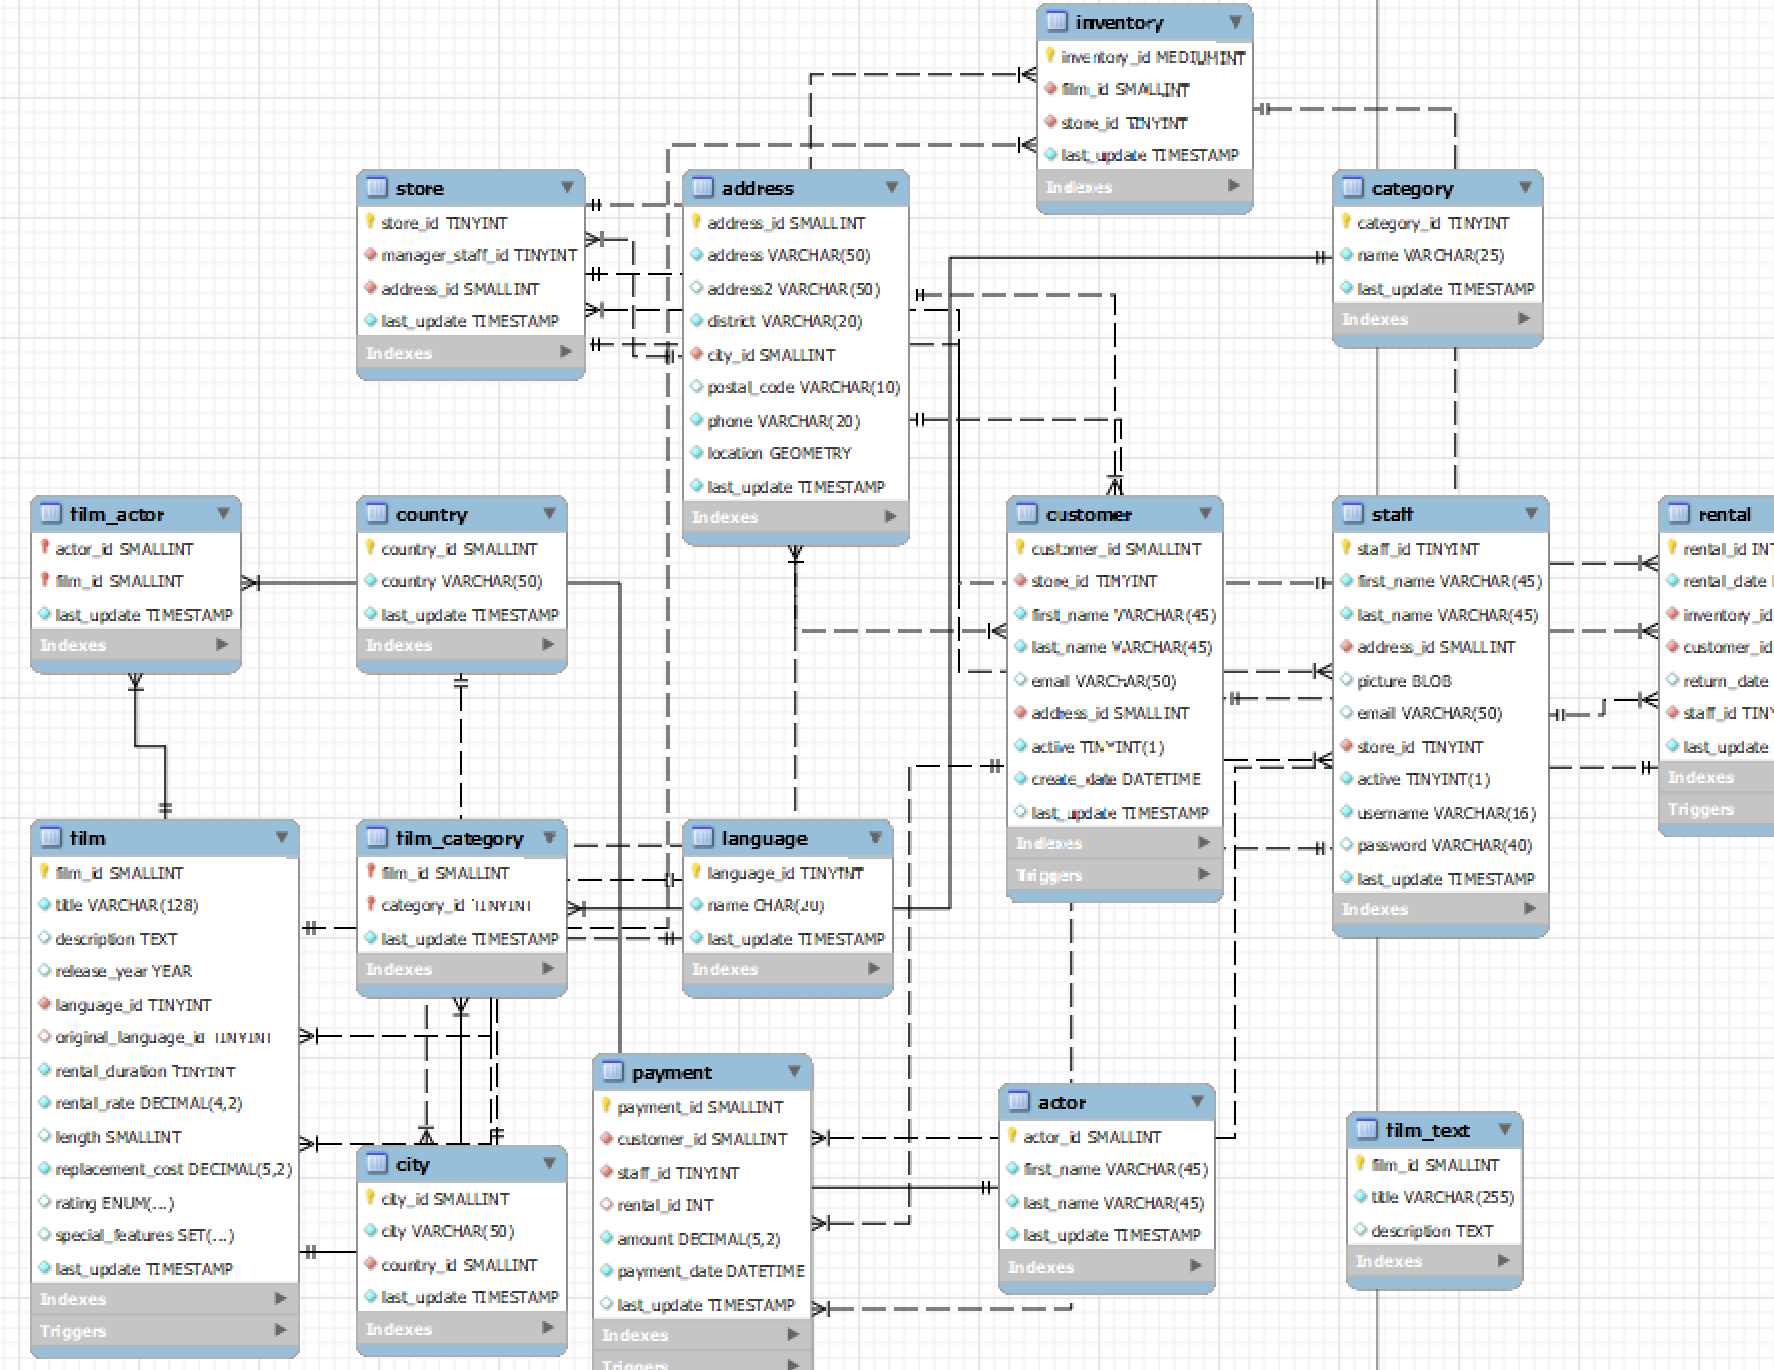 inventory
inventory_id MEDIUMINT
film_id SMALLINT
store_id TINYINT
last_update TIMESTAMP
Indexes
store
store_id TINYINT
manager_staff_id TINYINT
address_id SMALLINT
last_update TIMESTAMP
Indexes
address
address_id SMALLINT
address VARCHAR(50)
address2 VARCHAR(50)
district VARCHAR(20)
city_id SMALLINT
postal_code VARCHAR(10)
phone VARCHAR(20)
location GEOMETRY
last_update TIMESTAMP
Indexes
category
category_id TINYINT
name VARCHAR(25)
last_update TIMESTAMP
Indexes
film_actor
actor_id SMALLINT
film_id SMALLINT
last_update TIMESTAMP
Indexes
country
country_id SMALLINT
country VARCHAR(50)
last_update TIMESTAMP
Indexes
customer
customer_id SMALLINT
store_id TINYINT
first_name VARCHAR(45)
last_name VARCHAR(45)
email VARCHAR(50)
address_id SMALLINT
active TINYINT(1)
create_date DATETIME
last_update TIMESTAMP
Indexes
Triggers
staff
staff_id TINYINT
first_name VARCHAR(45)
last_name VARCHAR(45)
address_id SMALLINT
picture BLOB
email VARCHAR(50)
store_id TINYINT
active TINYINT(1)
username VARCHAR(16)
password VARCHAR(40)
last_update TIMESTAMP
Indexes
rental
rental_id INT
rental_date
inventory_id
customer_id
return_date
staff_id TINY
last_update
Indexes
Triggers
film
film_id SMALLINT
title VARCHAR(128)
description TEXT
release_year YEAR
language_id TINYINT
original_language_id TINYINT
rental_duration TINYINT
rental_rate DECIMAL(4,2)
length SMALLINT
replacement_cost DECIMAL(5,2)
rating ENUM(...)
special_features SET(...)
last_update TIMESTAMP
Indexes
Triggers
film_category
film_id SMALLINT
category_id TINYINT
last_update TIMESTAMP
Indexes
language
language_id TINYINT
name CHAR(20)
last_update TIMESTAMP
Indexes
city
city_id SMALLINT
city VARCHAR(50)
country_id SMALLINT
last_update TIMESTAMP
Indexes
payment
payment_id SMALLINT
customer_id SMALLINT
staff_id TINYINT
rental_id INT
amount DECIMAL(5,2)
payment_date DATETIME
last_update TIMESTAMP
Indexes
Triggers
actor
actor_id SMALLINT
first_name VARCHAR(45)
last_name VARCHAR(45)
last_update TIMESTAMP
Indexes
film_text
film_id SMALLINT
title VARCHAR(255)
description TEXT
Indexes